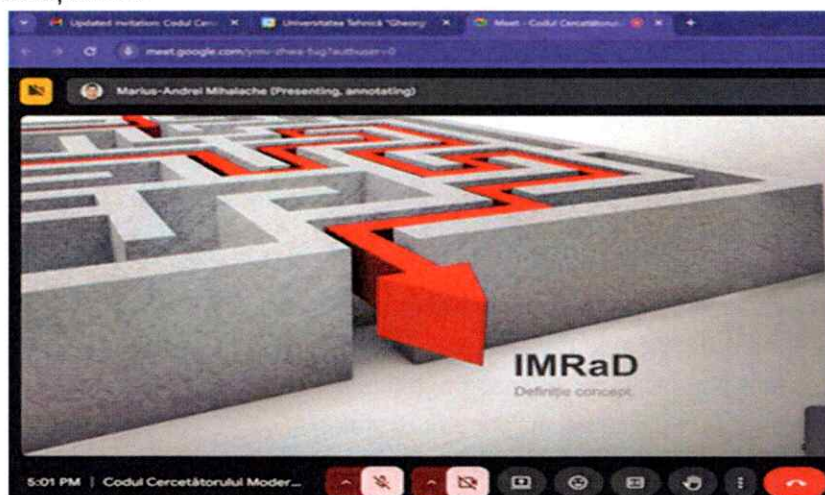 Updated invitation: Codul Cerc
Universitatea Tehnică "Gheorg
Meet - Codul Cercetătorului
meet.google.com/
Marius-Andrei Mihalache (Presenting, annotating)
IMRaD
Definiție concept
5:01 PM | Codul Cercetătorului Moder...